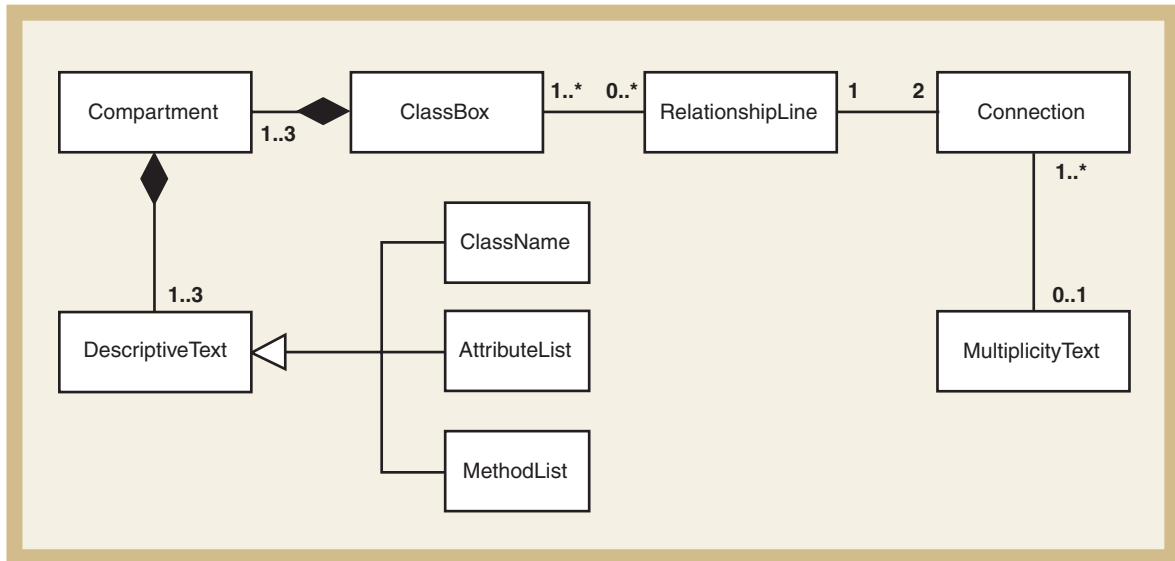 Compartment
1..3
ClassBox
1..*
0..*
RelationshipLine
1
2
Connection
1..*
ClassName
1..3
0..1
DescriptiveText
AttributeList
MultiplicityText
MethodList